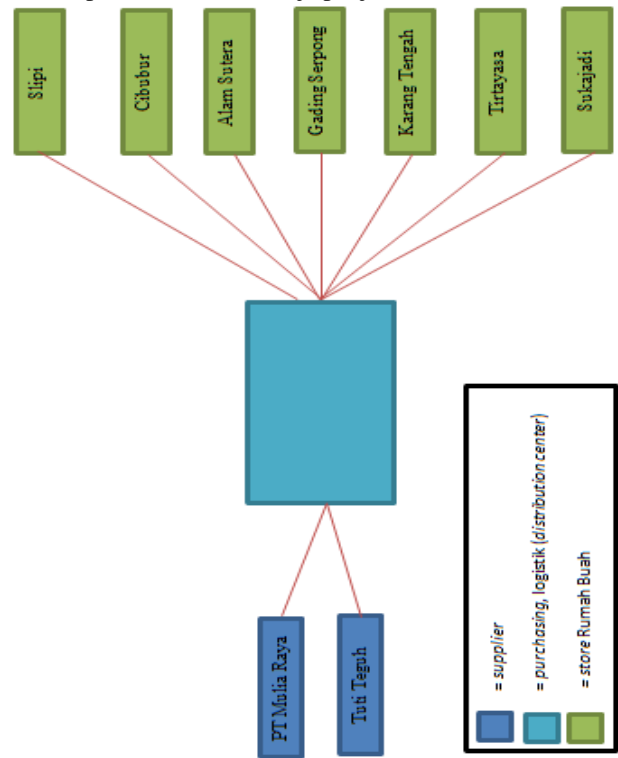 Slipi
Cibubur
Alam Sutera
Gading Serpong
Karang Tengah
Tirtayasa
Sukajadi
PT Mulia Raya
Tuti Teguh
= supplier
= purchasing, logistik (distribution center)
= store Rumah Buah